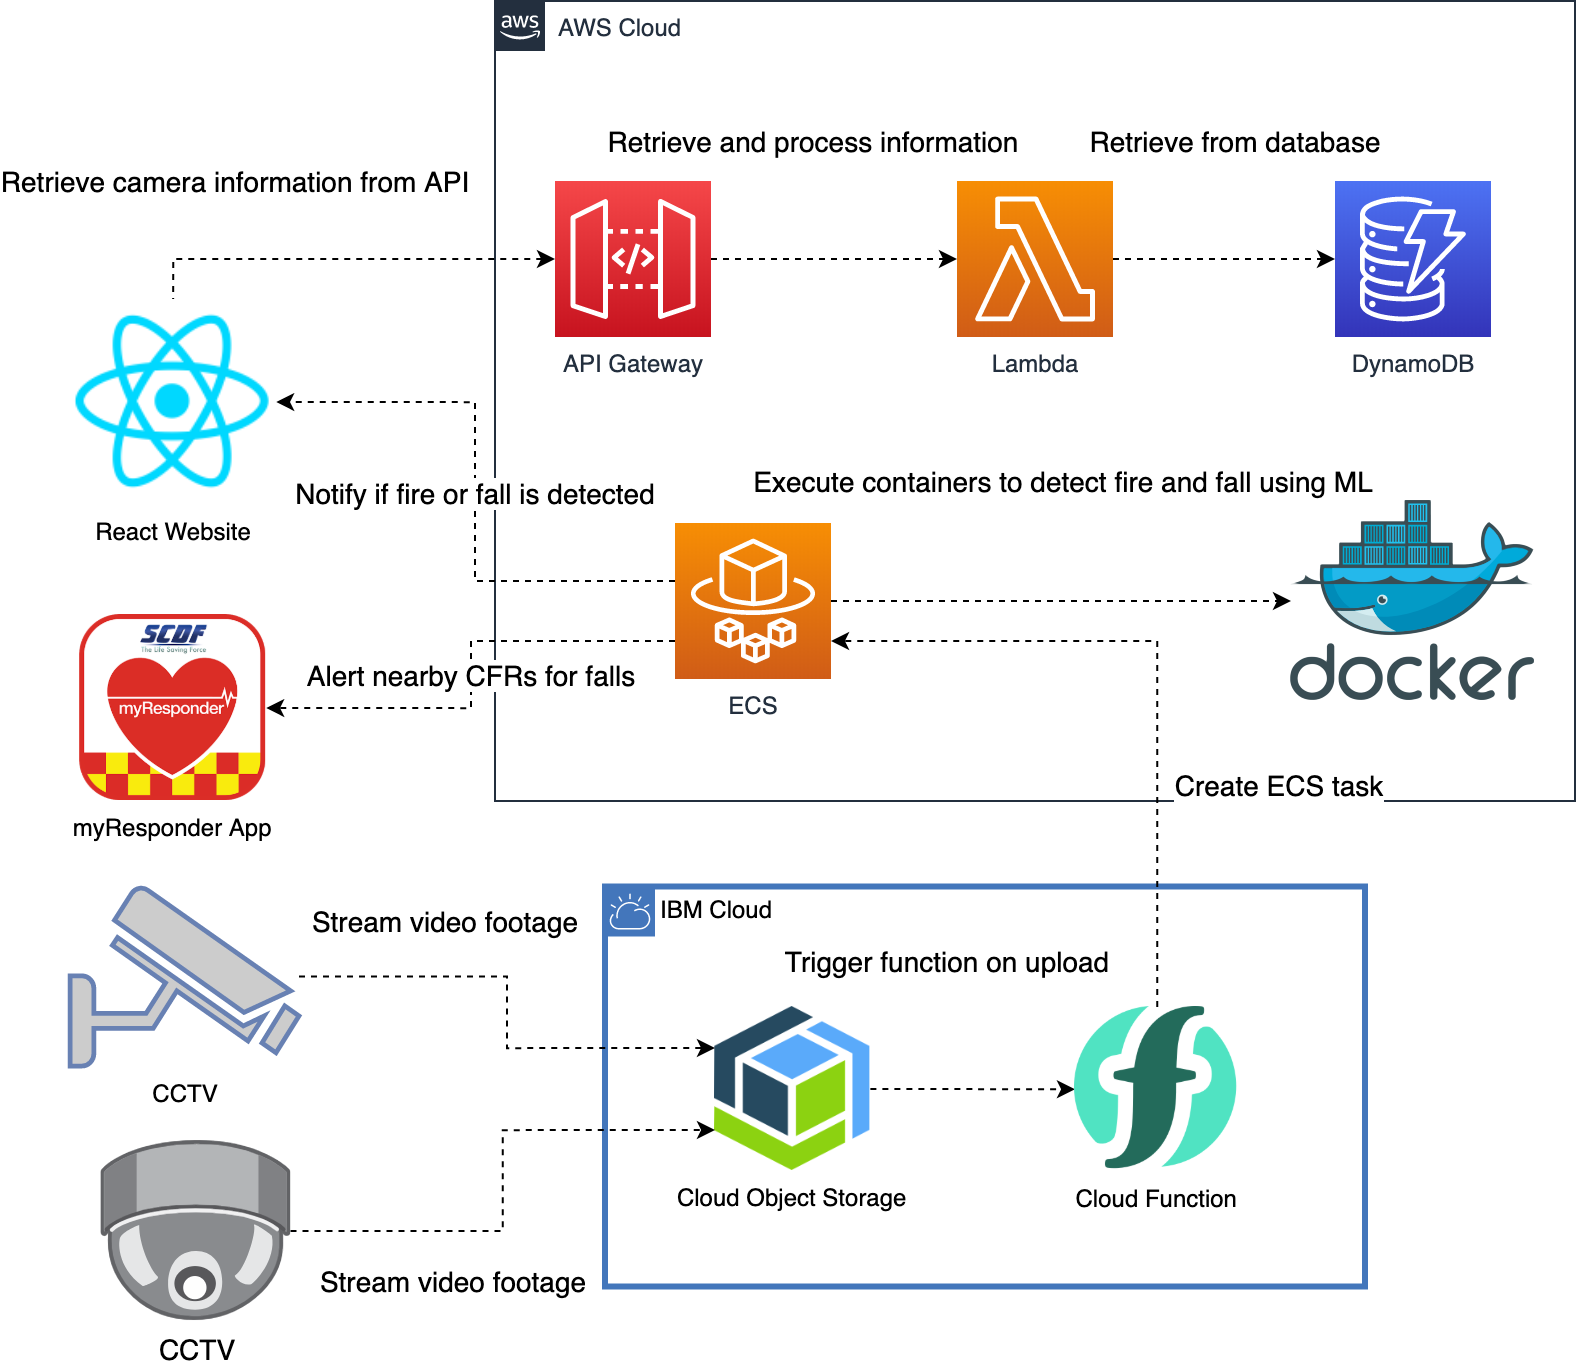 aws
AWS Cloud
Retrieve and process information
Retrieve from database
Retrieve camera information from API
</>
API Gateway
Lambda
DynamoDB
Execute containers to detect fire and fall using ML
Notify if fire or fall is detected
React Website
SCDF
The Life Saving Force
myResponder
Alert nearby CFRs for falls
ECS
docker
Create ECS task
myResponder App
IBM Cloud
Stream video footage
Trigger function on upload
CCTV
Cloud Object Storage
Cloud Function
Stream video footage
CCTV